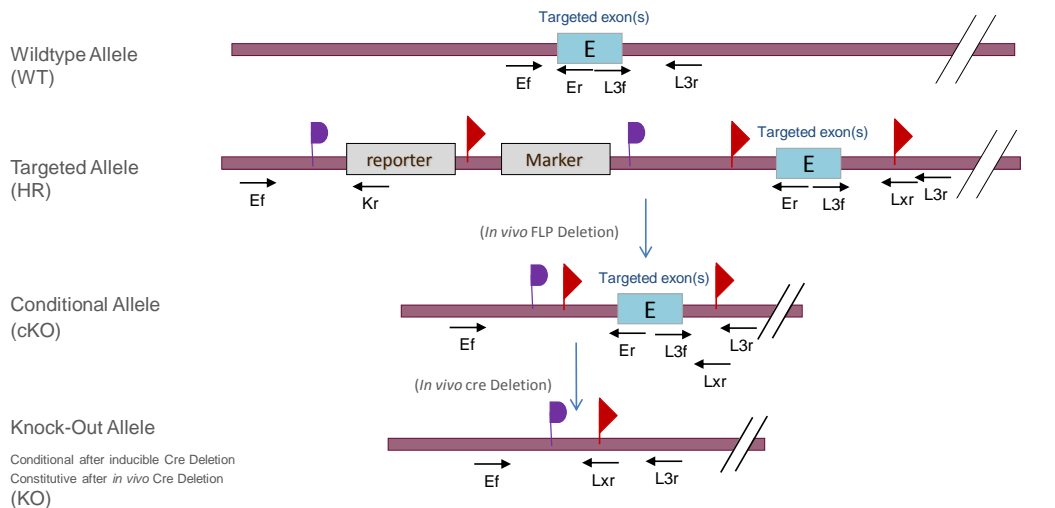 Targeted exon(s)
Wildtype Allele
(WT)
E
Ef
Er
L3f
L3r
Targeted exon(s)
Targeted Allele
(HR)
reporter
Marker
E
Ef
Kr
Er
L3f
Lxr
L3r
(In vivo FLP Deletion)
Targeted exon(s)
Conditional Allele
(cKO)
E
Ef
Er
L3f
L3r
Lxr
(In vivo cre Deletion)
Knock-Out Allele
Conditional after inducible Cre Deletion
Constitutive after in vivo Cre Deletion
(KO)
Ef
Lxr
L3r